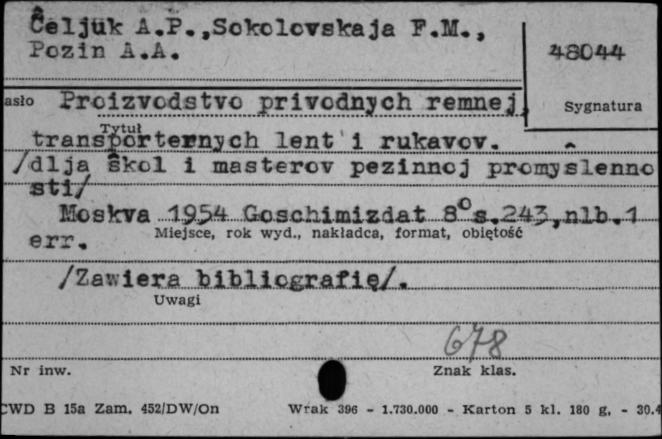 Čeljuk A.P.,Sokolovskaja F.M.,
Pozin A.A.
48044
asło Proizvodstvo privodnych remnej,
Sygnatura
Tytuł
transporternych lent i rukavov.
/dlja škol i masterov pezinnoj promyslenno
sti/
Moskva 1954 Goschimizdat 8° s.243,nlb.1
Miejsce, rok wyd., nakładca, format, objętość
err.
/Zawiera bibliografię/.
Uwagi
678
Nr inw.
Znak klas.
CWD B 15a Zam. 452/DW/On
Wrak 396 - 1.730.000 - Karton 5 kl. 180 g. - 30.4